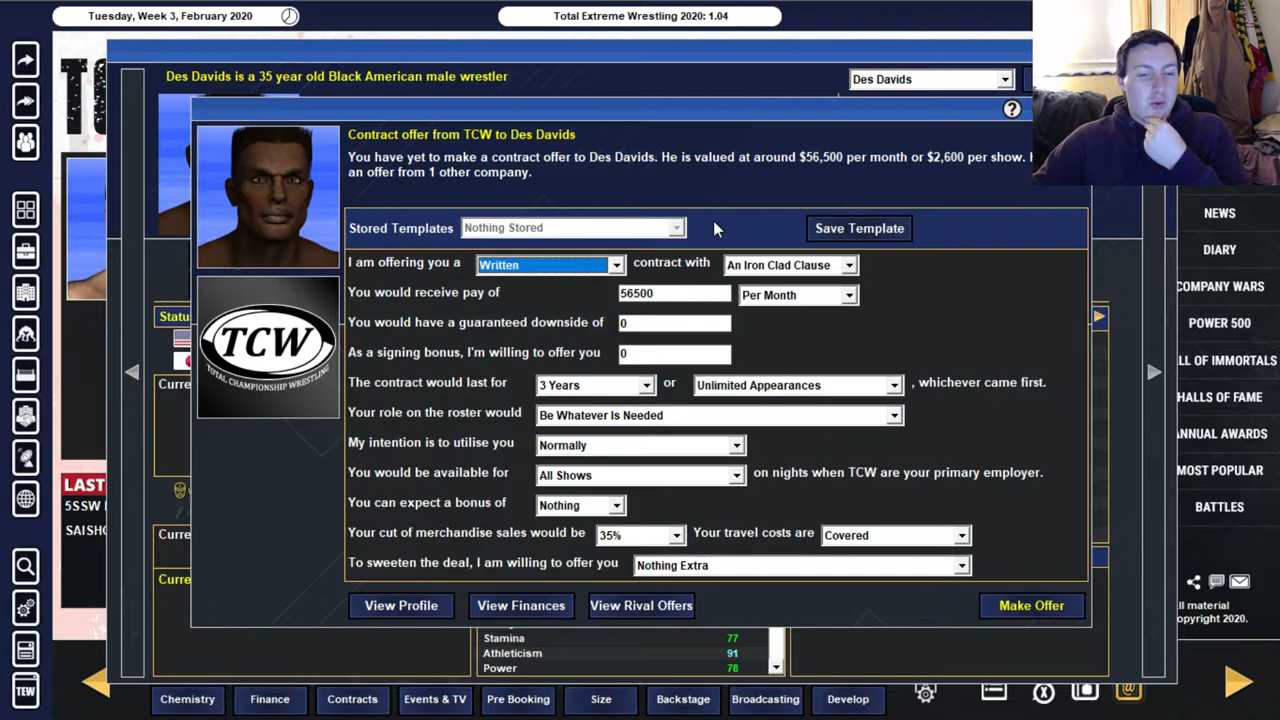 Tuesday, Week 3, February 2020
Total Extreme Wrestling 2020: 1.04
Des Davids is a 35 year old Black American male wrestler
Des Davids
?
Contract offer from TCW to Des Davids
You have yet to make a contract offer to Des Davids. He is valued at around $56,500 per month or $2,600 per show.
an offer from 1 other company.
Stored Templates Nothing Stored Save Template
I am offering you a Written contract with An Iron Clad Clause
You would receive pay of 56500 Per Month
You would have a guaranteed downside of 0
As a signing bonus, I'm willing to offer you 0
The contract would last for 3 Years or Unlimited Appearances , whichever came first.
Your role on the roster would Be Whatever Is Needed
My intention is to utilise you Normally
You would be available for All Shows on nights when TCW are your primary employer.
You can expect a bonus of Nothing
Your cut of merchandise sales would be 35% Your travel costs are Covered
To sweeten the deal, I am willing to offer you Nothing Extra
View Profile View Finances View Rival Offers Make Offer
TCW
TOTAL CHAMPIONSHIP WRESTLING
Statu
Curre
LAST
5SSW
SAISHO
Curre
Curre
Stamina 77
Athleticism 91
Power 78
NEWS
DIARY
COMPANY WARS
POWER 500
LL OF IMMORTALS
HALLS OF FAME
ANNUAL AWARDS
MOST POPULAR
BATTLES
ll material
opyright 2020.
TEW
Chemistry Finance Contracts Events & TV Pre Booking Size Backstage Broadcasting Develop
@